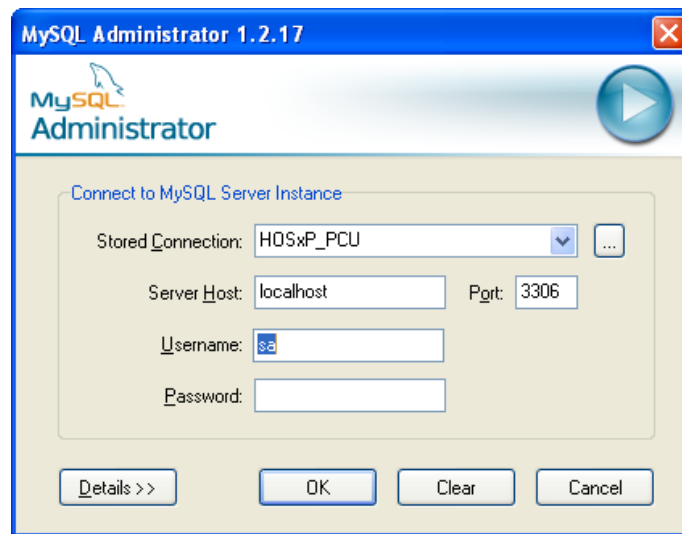 MySQL Administrator 1.2.17
MySQL
Administrator
Connect to MySQL Server Instance
Stored Connection: HOSxP_PCU ...
Server Host: localhost Port: 3306
Username: sa
Password:
Details >> OK Clear Cancel